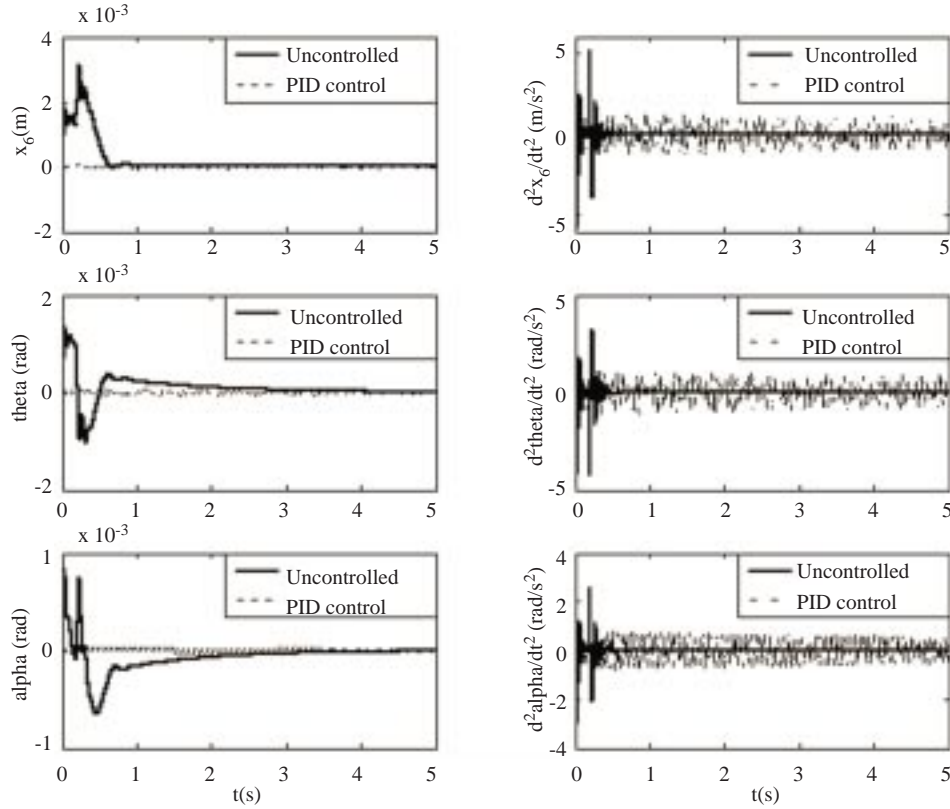 x 10⁻³
4
2
0
-2
x₆(m)
Uncontrolled
PID control
0 1 2 3 4 5
5
0
-5
d²x₆/dt² (m/s²)
Uncontrolled
PID control
0 1 2 3 4 5
x 10⁻³
2
0
-2
theta (rad)
Uncontrolled
PID control
0 1 2 3 4 5
5
0
-5
d²theta/dt² (rad/s²)
Uncontrolled
PID control
0 1 2 3 4 5
x 10⁻³
1
0
-1
alpha (rad)
Uncontrolled
PID control
0 1 2 3 4 5
t(s)
4
2
0
-2
-4
d²alpha/dt² (rad/s²)
Uncontrolled
PID control
0 1 2 3 4 5
t(s)